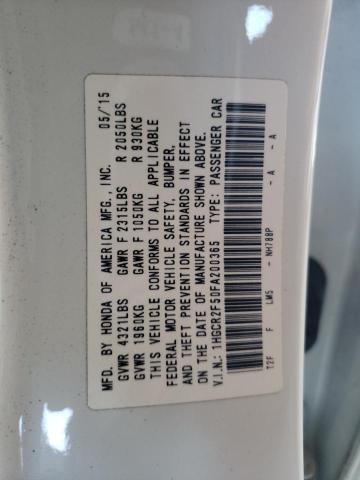 MFD. BY HONDA OF AMERICA MFG., INC. 05/'15
GVWR 4321LBS GAWR F 2315LBS R 2050LBS
GVWR 1960KG GAWR F 1050KG R 930KG
THIS VEHICLE CONFORMS TO ALL APPLICABLE
FEDERAL MOTOR VEHICLE SAFETY, BUMPER,
AND THEFT PREVENTION STANDARDS IN EFFECT
ON THE DATE OF MANUFACTURE SHOWN ABOVE.
V.I.N.: 1HGCR2F50FA200365 TYPE: PASSENGER CAR
T2F F LM5 - NH788P - A - A